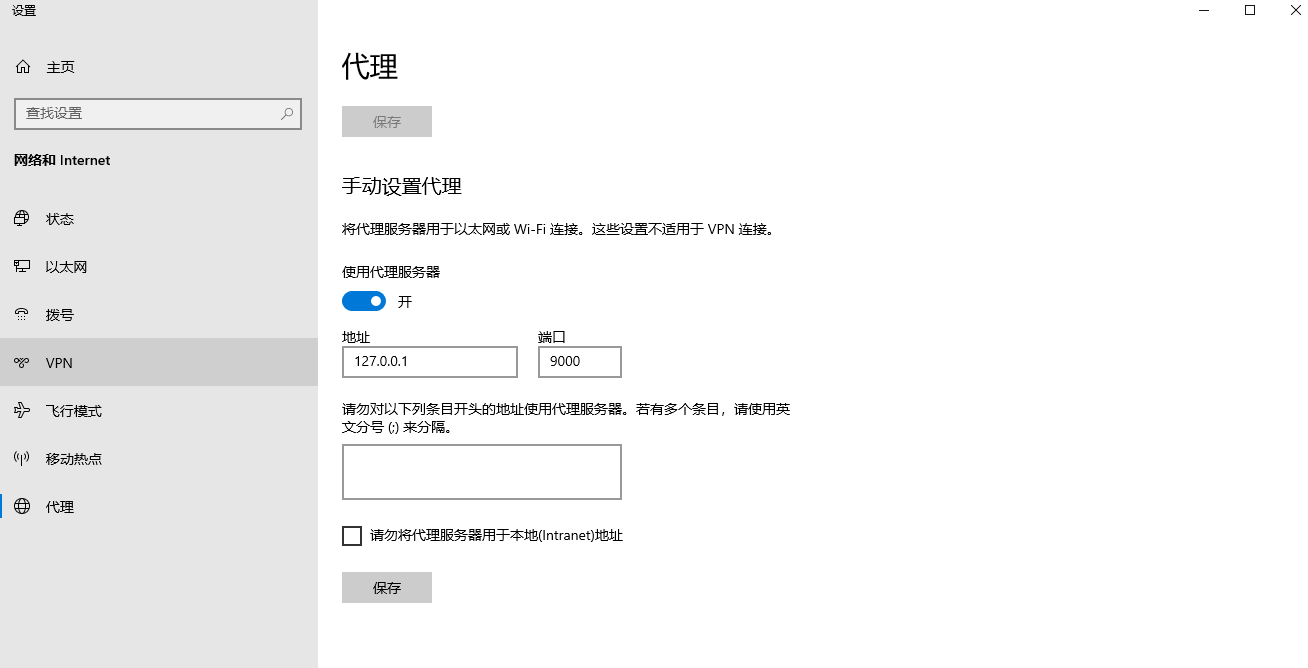 设置
主页
查找设置
网络和 Internet
状态
以太网
拨号
VPN
飞行模式
移动热点
代理
代理
保存
手动设置代理
将代理服务器用于以太网或 Wi-Fi 连接。这些设置不适用于 VPN 连接。
使用代理服务器
开
地址 端口
127.0.0.1 9000
请勿对以下列条目开头的地址使用代理服务器。若有多个条目，请使用英
文分号 (;) 来分隔。
请勿将代理服务器用于本地(Intranet)地址
保存